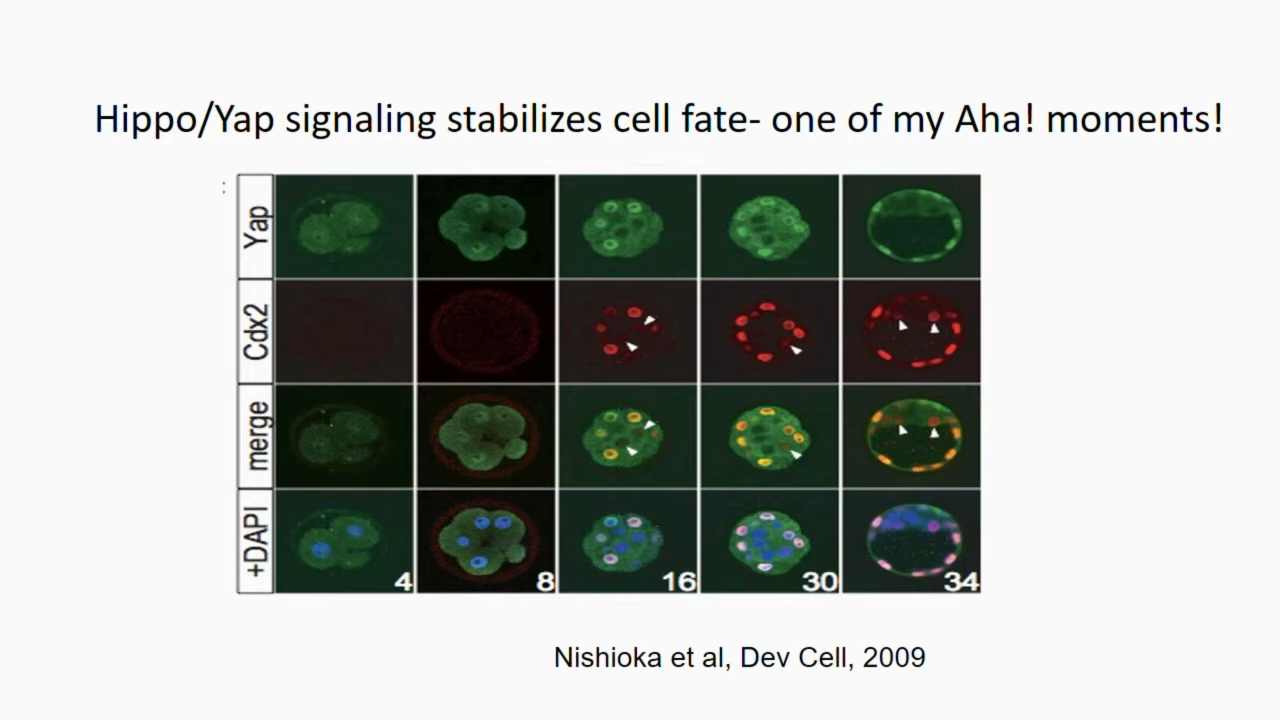 Hippo/Yap signaling stabilizes cell fate- one of my Aha! moments!
:
Yap
Cdx2
merge
+DAPI
4 8 16 30 34
Nishioka et al, Dev Cell, 2009